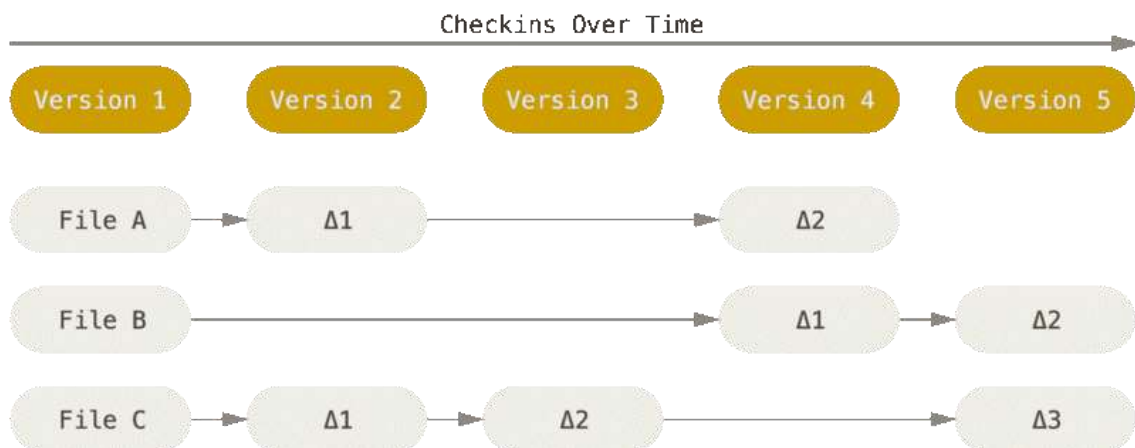 Checkins Over Time
Version 1 Version 2 Version 3 Version 4 Version 5
File A Δ1 Δ2
File B Δ1 Δ2
File C Δ1 Δ2 Δ3